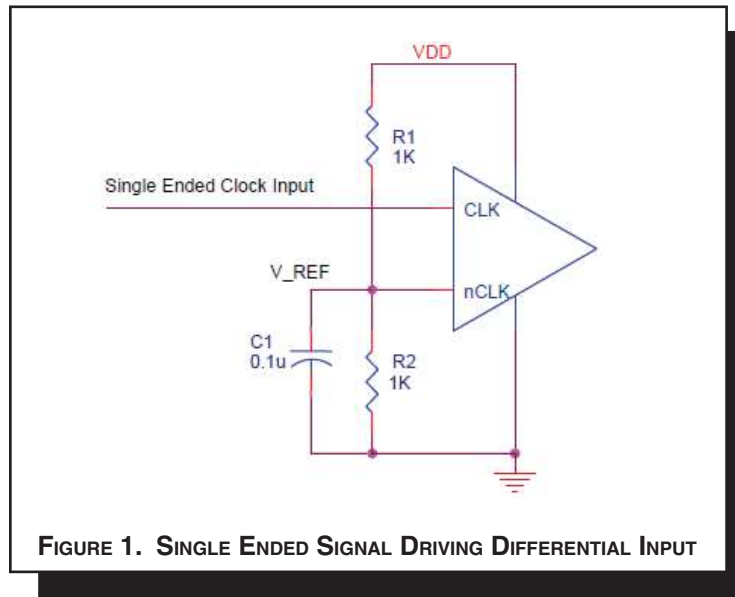 VDD
R1
1K
Single Ended Clock Input
CLK
V_REF
nCLK
C1
0.1u
R2
1K
FIGURE 1. SINGLE ENDED SIGNAL DRIVING DIFFERENTIAL INPUT